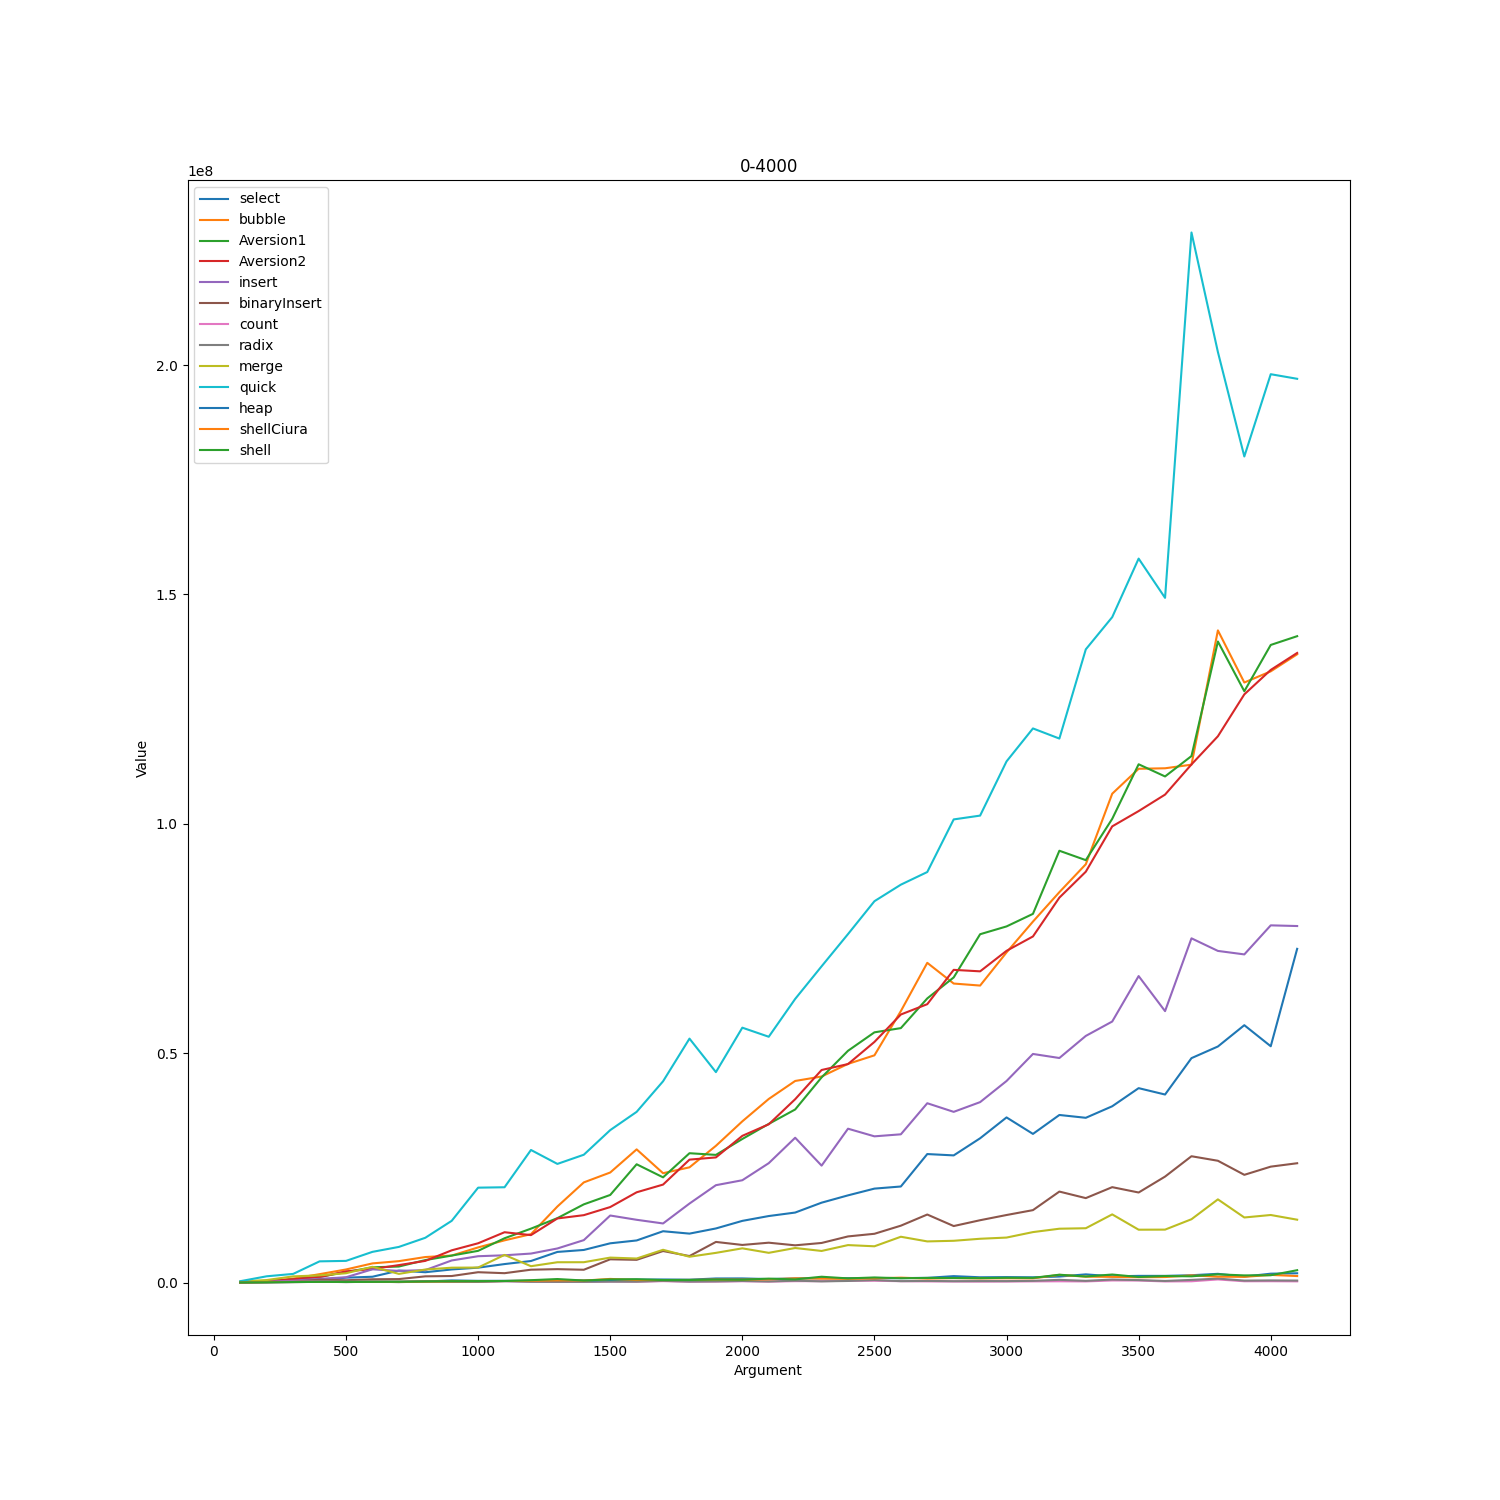 0-4000
1e8
select
bubble
Aversion1
Aversion2
insert
binaryInsert
count
radix
merge
quick
heap
shellCiura
shell
2.0
1.5
1.0
0.5
0.0
Value
0 500 1000 1500 2000 2500 3000 3500 4000
Argument